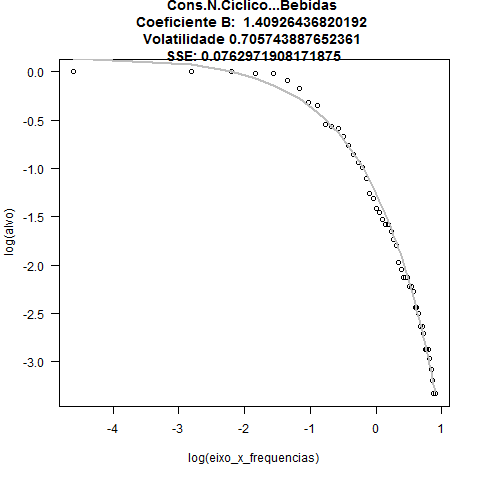 Cons.N.Ciclico...Bebidas
Coeficiente B:  1.40926436820192
Volatilidade 0.705743887652361
SSE: 0.0762971908171875
0.0
-0.5
-1.0
-1.5
-2.0
-2.5
-3.0
log(alvo)
-4 -3 -2 -1 0 1
log(eixo_x_frequencias)